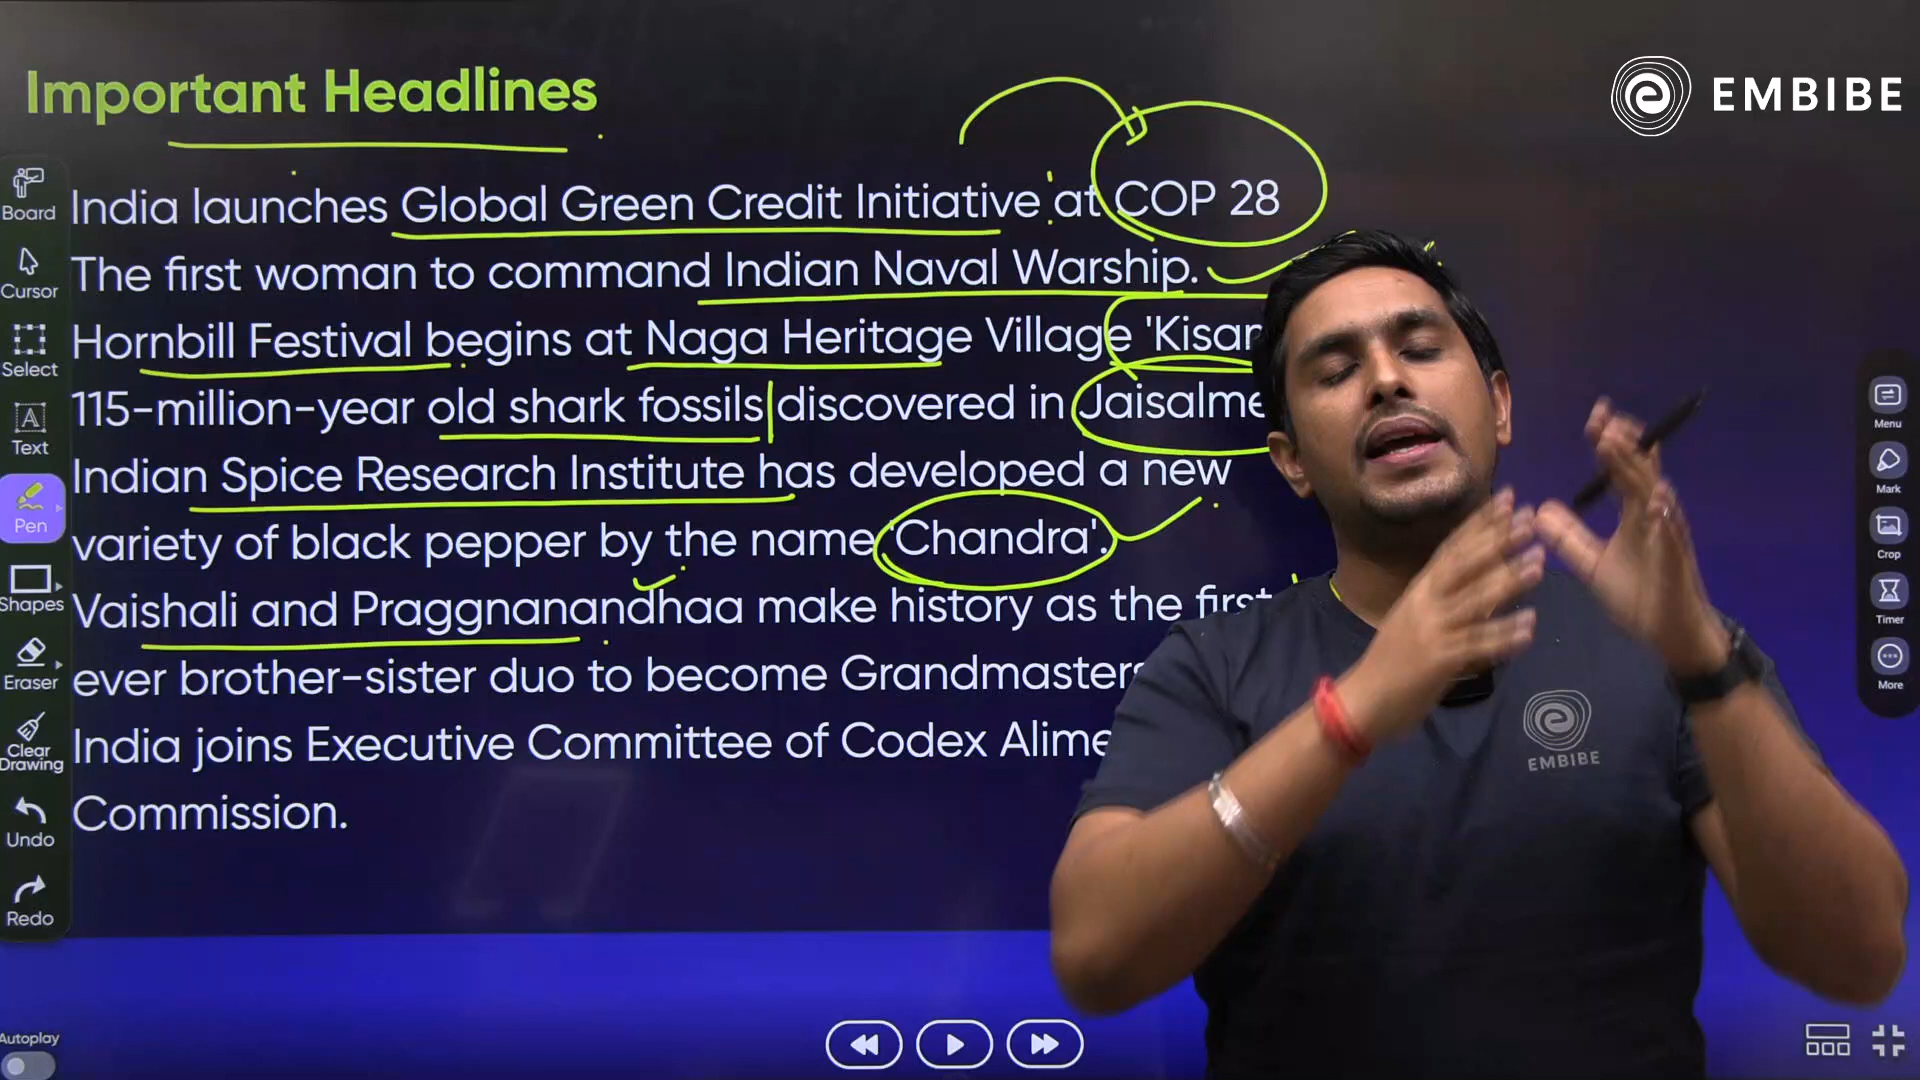 Important Headlines
EMBIBE
India launches Global Green Credit Initiative at COP 28
The first woman to command Indian Naval Warship.
Hornbill Festival begins at Naga Heritage Village
115-million-year old shark fossils discovered in
Indian Spice Research Institute has developed a new
variety of black pepper by the name 'Chandra'.
Vaishali and Praggnanandhaa make history as the first
ever brother-sister duo to become Grandmasters
India joins Executive Committee of Codex
Commission.
Board
Cursor
Select
Text
Pen
Shapes
Eraser
Clear
Drawing
Undo
Redo
Autoplay
Menu
Mark
Crop
Timer
More
EMBIBE